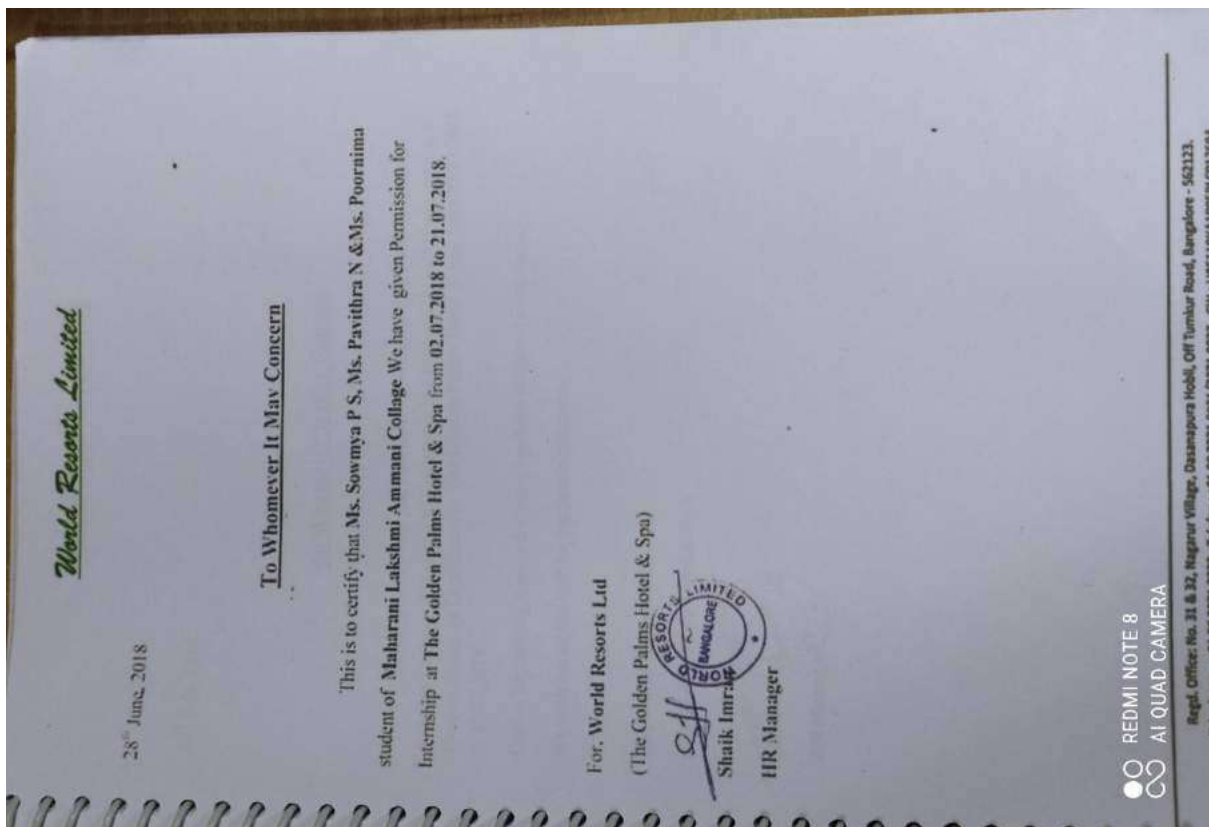 World Resorts Limited
28th June, 2018
To Whomever It May Concern
This is to certify that Ms. Sowmya P S, Ms. Pavithra N &Ms. Poornima
student of Maharani Lakshmi Ammani Collage We have given Permission for
Internship at The Golden Palms Hotel & Spa from 02.07.2018 to 21.07.2018.
For, World Resorts Ltd
(The Golden Palms Hotel & Spa)
WORLD RESORTS LIMITED
BANGALORE
Shaik Imran
HR Manager
Regd. Office: No. 31 & 32, Nagarur Village, Dasanapura Hobli, Off Tumkur Road, Bangalore - 562123.
REDMI NOTE 8
AI QUAD CAMERA